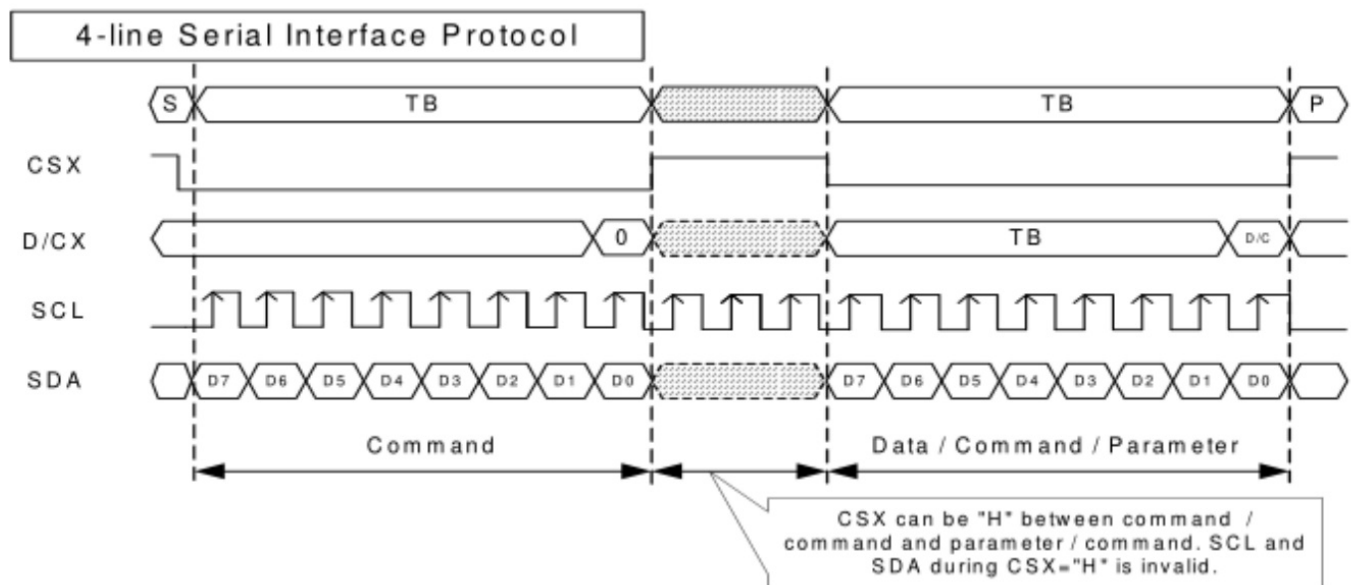 4-line Serial Interface Protocol
S TB TB P
CSX
D/CX 0 TB D/C
SCL
SDA D7 D6 D5 D4 D3 D2 D1 D0 D7 D6 D5 D4 D3 D2 D1 D0
Command Data / Command / Parameter
CSX can be "H" between command /
command and parameter / command. SCL and
SDA during CSX="H" is invalid.